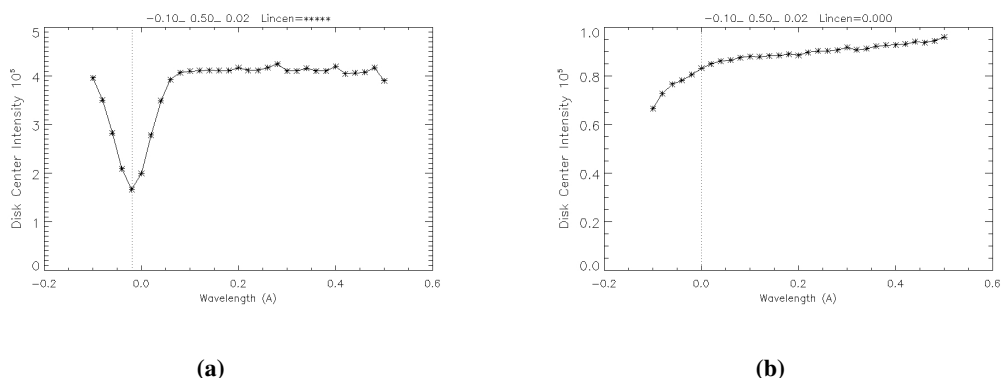 −0.10_ 0.50_ 0.02 Lincen=*****
5
4
3
2
1
0
Disk Center Intensity 10⁵
−0.2 0.0 0.2 0.4 0.6
Wavelength (A)
(a)
−0.10_ 0.50_ 0.02 Lincen=0.000
1.0
0.8
0.6
0.4
0.2
0.0
Disk Center Intensity 10⁵
−0.2 0.0 0.2 0.4 0.6
Wavelength (A)
(b)